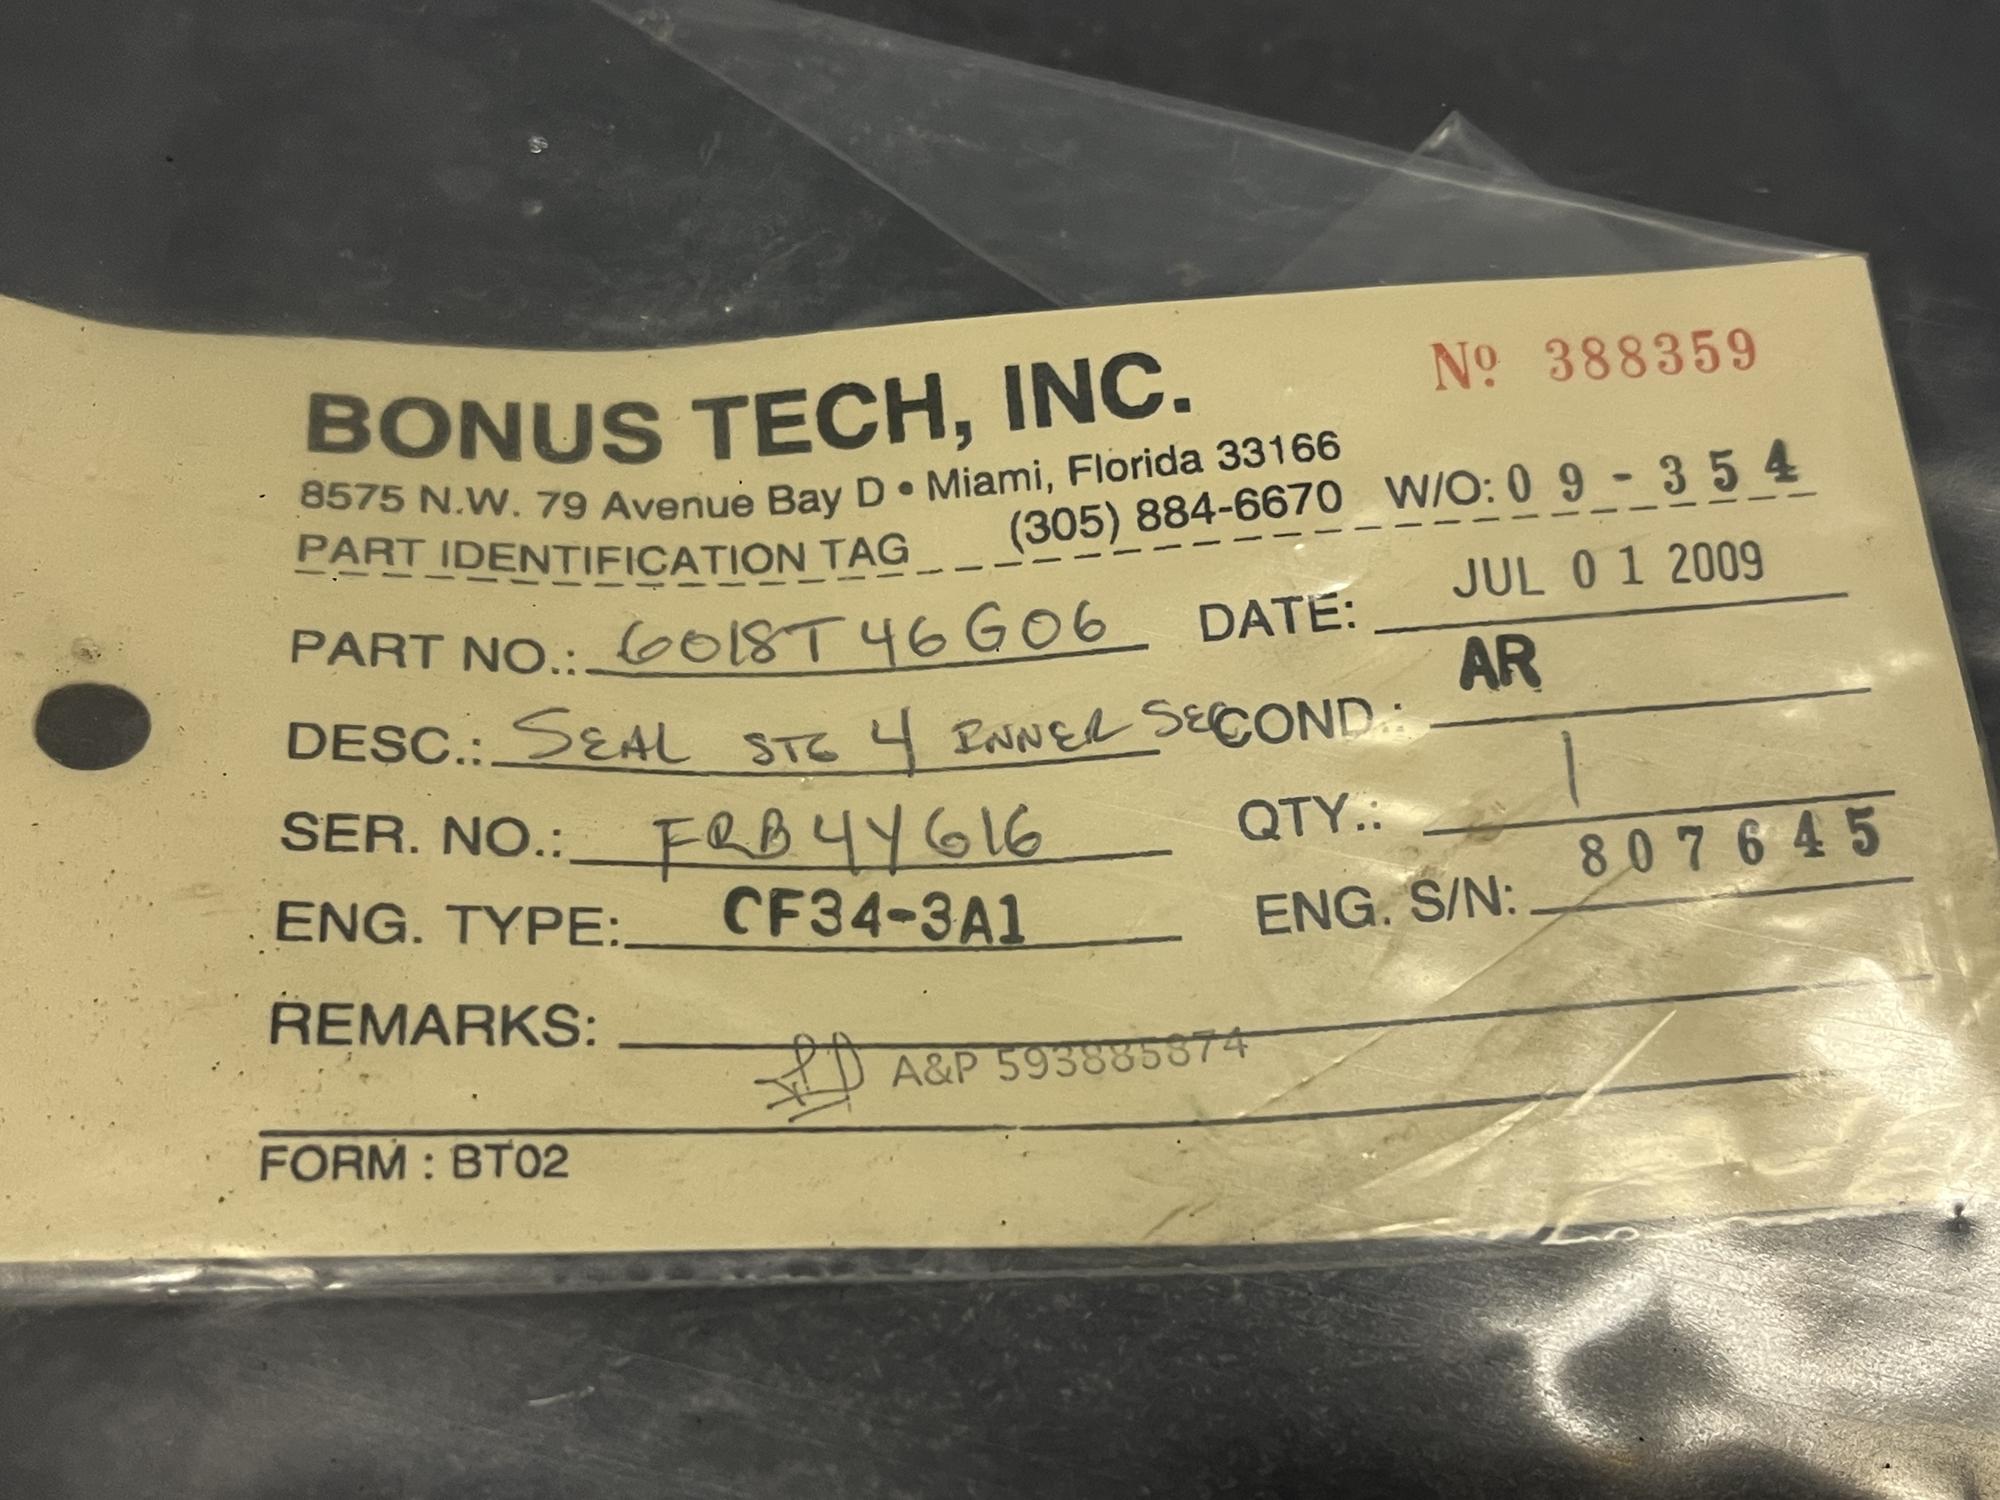 BONUS TECH, INC.
Nº 388359
8575 N.W. 79 Avenue Bay D • Miami, Florida 33166
(305) 884-6670
W/O: 09-354
PART IDENTIFICATION TAG
PART NO.: 6018T46G06
DATE: JUL 01 2009
DESC.: SEAL STG 4 INNER SEC
COND.: AR
SER. NO.: FRB4Y616
QTY.: 1
ENG. TYPE: CF34-3A1
ENG. S/N: 807645
REMARKS:
A&P 593885874
FORM : BT02